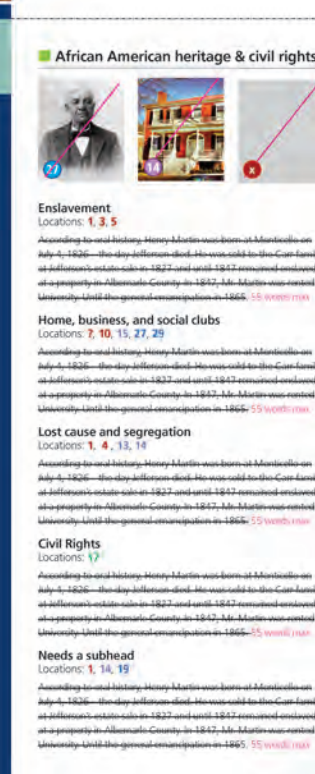 African American heritage & civil rights
27
14
x
Enslavement
Locations: 1, 3, 5
According to oral history, Henry Martin was born at Monticello on
July 4, 1826—the day Jefferson died. He was sold to the Carr famil
at Jefferson's estate sale in 1827 and until 1847 remained enslaved
at a property in Albemarle County. In 1847, Mr. Martin was rented
University. Until the general emancipation in 1865. 55 words max
Home, business, and social clubs
Locations: ?, 10, 15, 27, 29
According to oral history, Henry Martin was born at Monticello on
July 4, 1826—the day Jefferson died. He was sold to the Carr famil
at Jefferson's estate sale in 1827 and until 1847 remained enslaved
at a property in Albemarle County. In 1847, Mr. Martin was rented
University. Until the general emancipation in 1865. 55 words max
Lost cause and segregation
Locations: 1, 4, 13, 14
According to oral history, Henry Martin was born at Monticello on
July 4, 1826—the day Jefferson died. He was sold to the Carr famil
at Jefferson's estate sale in 1827 and until 1847 remained enslaved
at a property in Albemarle County. In 1847, Mr. Martin was rented
University. Until the general emancipation in 1865. 55 words max
Civil Rights
Locations: 1?
According to oral history, Henry Martin was born at Monticello on
July 4, 1826—the day Jefferson died. He was sold to the Carr famil
at Jefferson's estate sale in 1827 and until 1847 remained enslaved
at a property in Albemarle County. In 1847, Mr. Martin was rented
University. Until the general emancipation in 1865. 55 words max
Needs a subhead
Locations: 1, 14, 19
According to oral history, Henry Martin was born at Monticello on
July 4, 1826—the day Jefferson died. He was sold to the Carr famil
at Jefferson's estate sale in 1827 and until 1847 remained enslaved
at a property in Albemarle County. In 1847, Mr. Martin was rented
University. Until the general emancipation in 1865. 55 words max